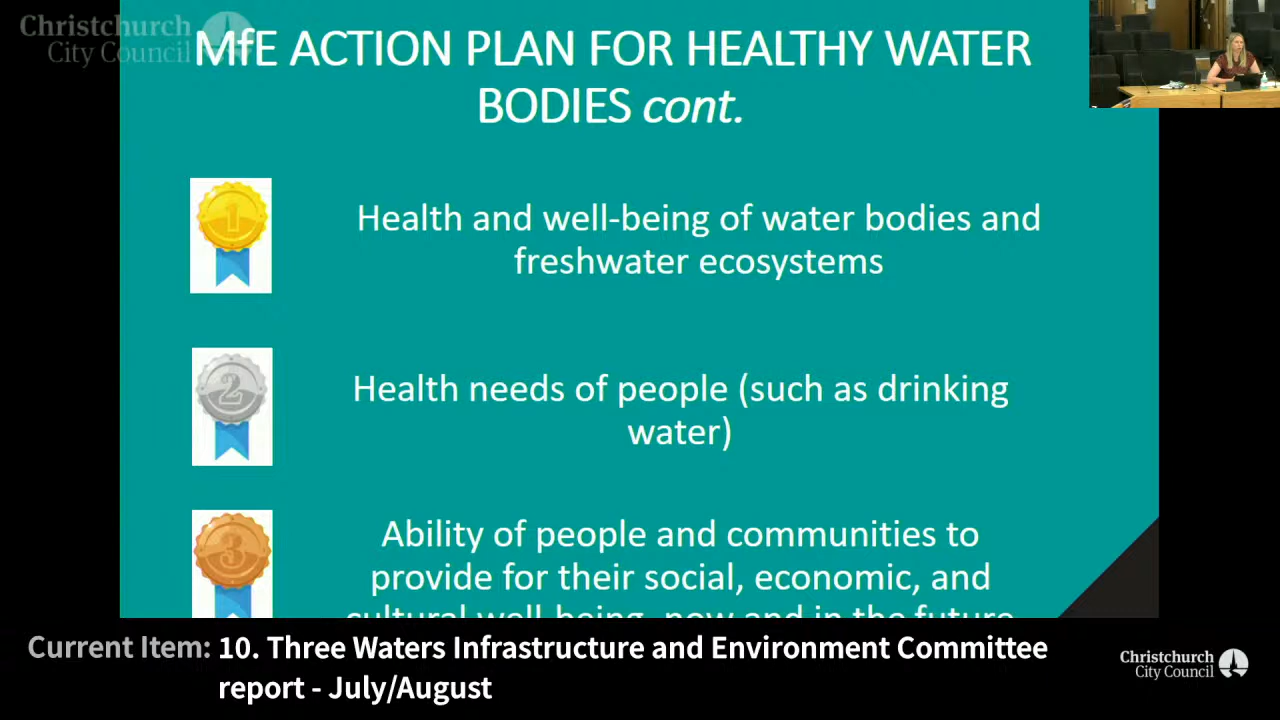 Christchurch
City Council
MfE ACTION PLAN FOR HEALTHY WATER
BODIES cont.
1
Health and well-being of water bodies and
freshwater ecosystems
2
Health needs of people (such as drinking
water)
3
Ability of people and communities to
provide for their social, economic, and
cultural well-being, now and in the future
Current Item: 10. Three Waters Infrastructure and Environment Committee
report - July/August
Christchurch
City Council